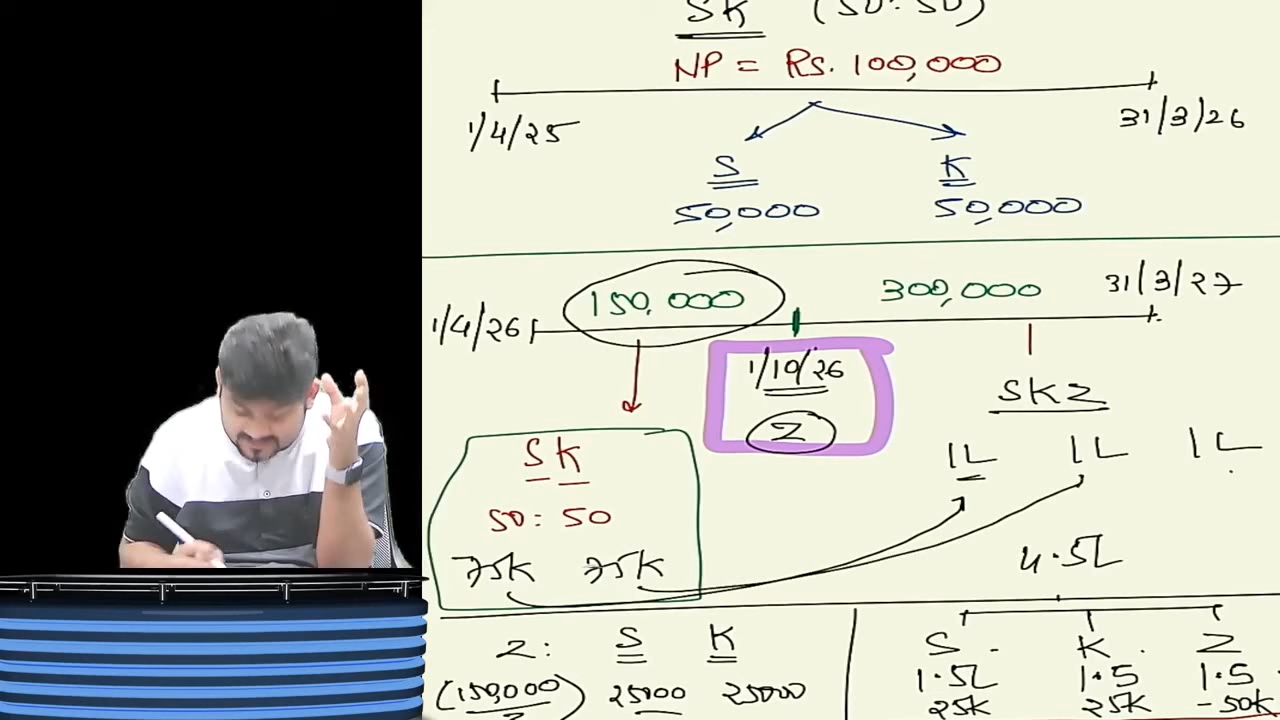 SK (50:50)
NP = Rs. 100,000
1/4/25
31/3/26
S K
50,000 50,000
150,000 300,000 31/3/27
1/4/26
1/10/26
Z
SKZ
1L 1L 1L
SK
50:50
75K 75K
4.5L
Z: S K
(150,000) 25000 25000
S - K . Z
1.5L 1.5 1.5
25K 25K -50K